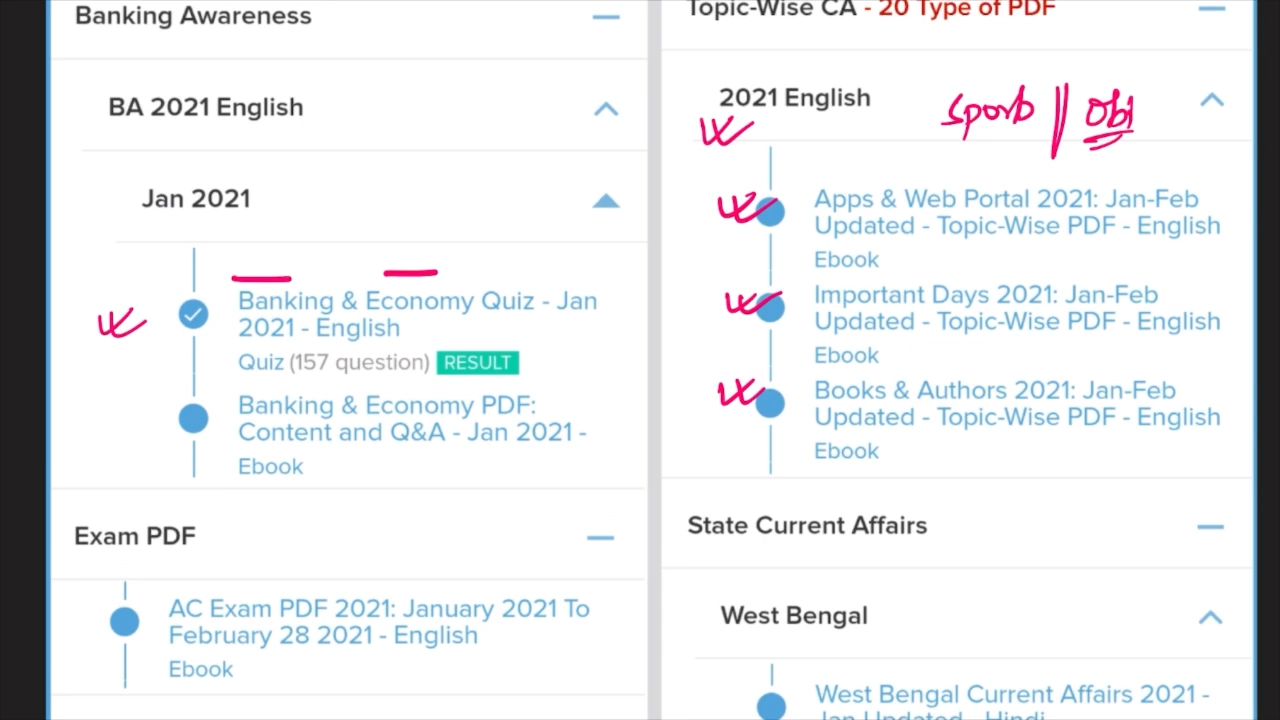 Banking Awareness
BA 2021 English
Jan 2021
Banking & Economy Quiz - Jan
2021 - English
Quiz (157 question) RESULT
Banking & Economy PDF:
Content and Q&A - Jan 2021 -
Ebook
Exam PDF
AC Exam PDF 2021: January 2021 To
February 28 2021 - English
Ebook
Topic-Wise CA - 20 Type of PDF
2021 English
Apps & Web Portal 2021: Jan-Feb
Updated - Topic-Wise PDF - English
Ebook
Important Days 2021: Jan-Feb
Updated - Topic-Wise PDF - English
Ebook
Books & Authors 2021: Jan-Feb
Updated - Topic-Wise PDF - English
Ebook
State Current Affairs
West Bengal
West Bengal Current Affairs 2021 -
Jan Updated - Hindi